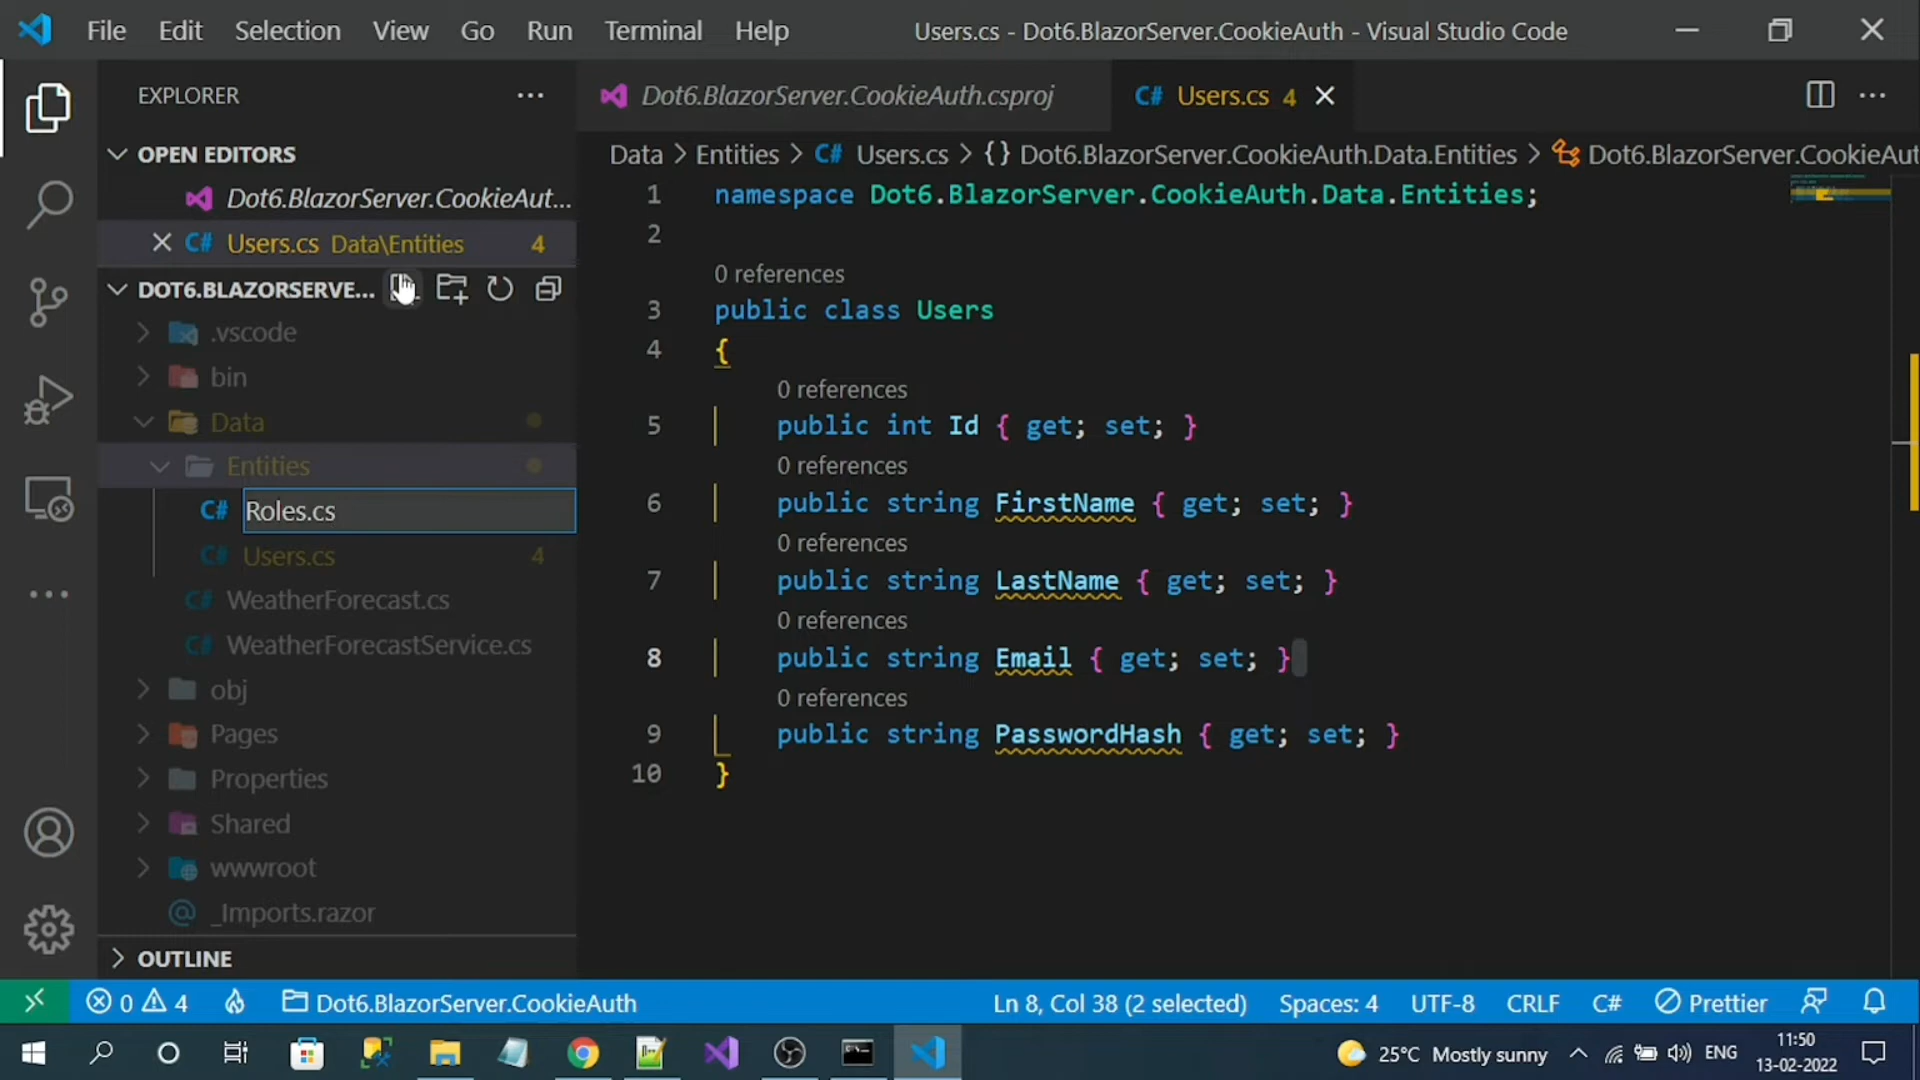 File Edit Selection View Go Run Terminal Help Users.cs - Dot6.BlazorServer.CookieAuth - Visual Studio Code
EXPLORER
OPEN EDITORS
Dot6.BlazorServer.CookieAut...
Users.cs Data\Entities 4
DOT6.BLAZORSERVE...
.vscode
bin
Data
Entities
Roles.cs
Users.cs 4
WeatherForecast.cs
WeatherForecastService.cs
obj
Pages
Properties
Shared
wwwroot
_Imports.razor
OUTLINE
Dot6.BlazorServer.CookieAuth.csproj
Users.cs 4
Data > Entities > C# Users.cs > {} Dot6.BlazorServer.CookieAuth.Data.Entities > Dot6.BlazorServer.CookieAut
1 namespace Dot6.BlazorServer.CookieAuth.Data.Entities;
2
0 references
3 public class Users
4 {
0 references
5 public int Id { get; set; }
0 references
6 public string FirstName { get; set; }
0 references
7 public string LastName { get; set; }
0 references
8 public string Email { get; set; }
0 references
9 public string PasswordHash { get; set; }
10 }
0 4 Dot6.BlazorServer.CookieAuth Ln 8, Col 38 (2 selected) Spaces: 4 UTF-8 CRLF C# Prettier
25°C Mostly sunny ENG 11:50
13-02-2022